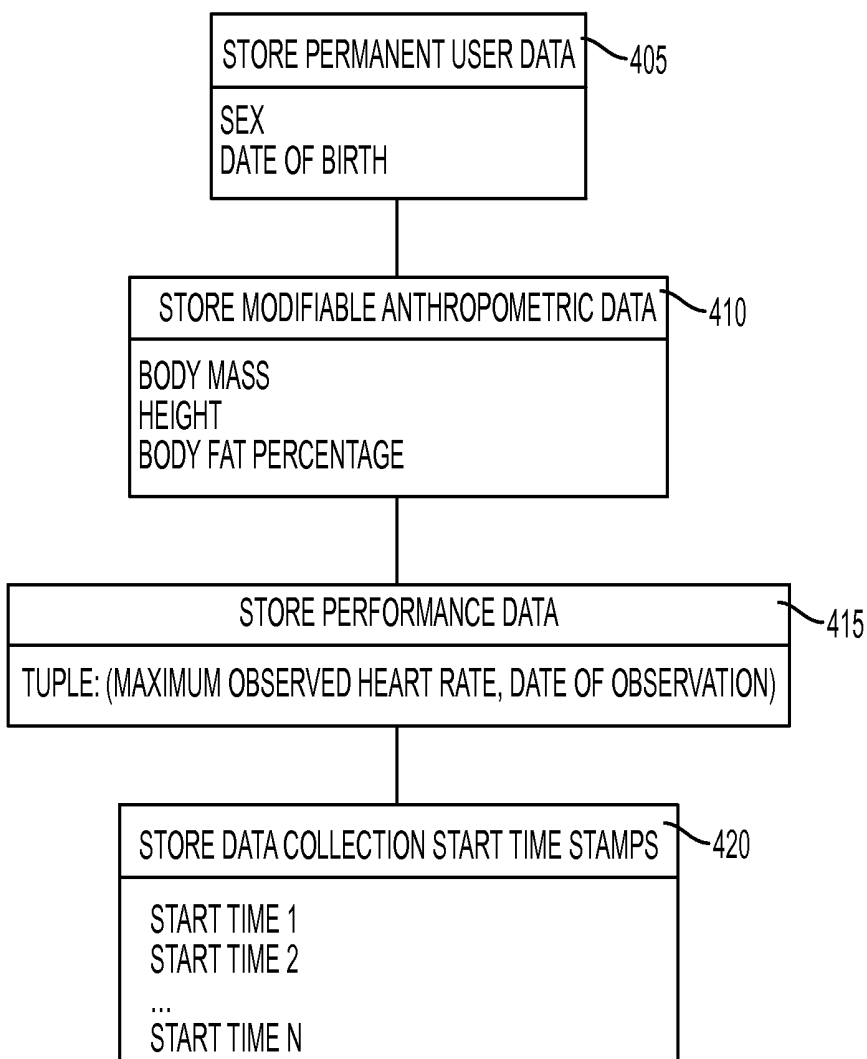 STORE PERMANENT USER DATA
405
SEX
DATE OF BIRTH
STORE MODIFIABLE ANTHROPOMETRIC DATA
410
BODY MASS
HEIGHT
BODY FAT PERCENTAGE
STORE PERFORMANCE DATA
415
TUPLE: (MAXIMUM OBSERVED HEART RATE, DATE OF OBSERVATION)
STORE DATA COLLECTION START TIME STAMPS
420
START TIME 1
START TIME 2
...
START TIME N